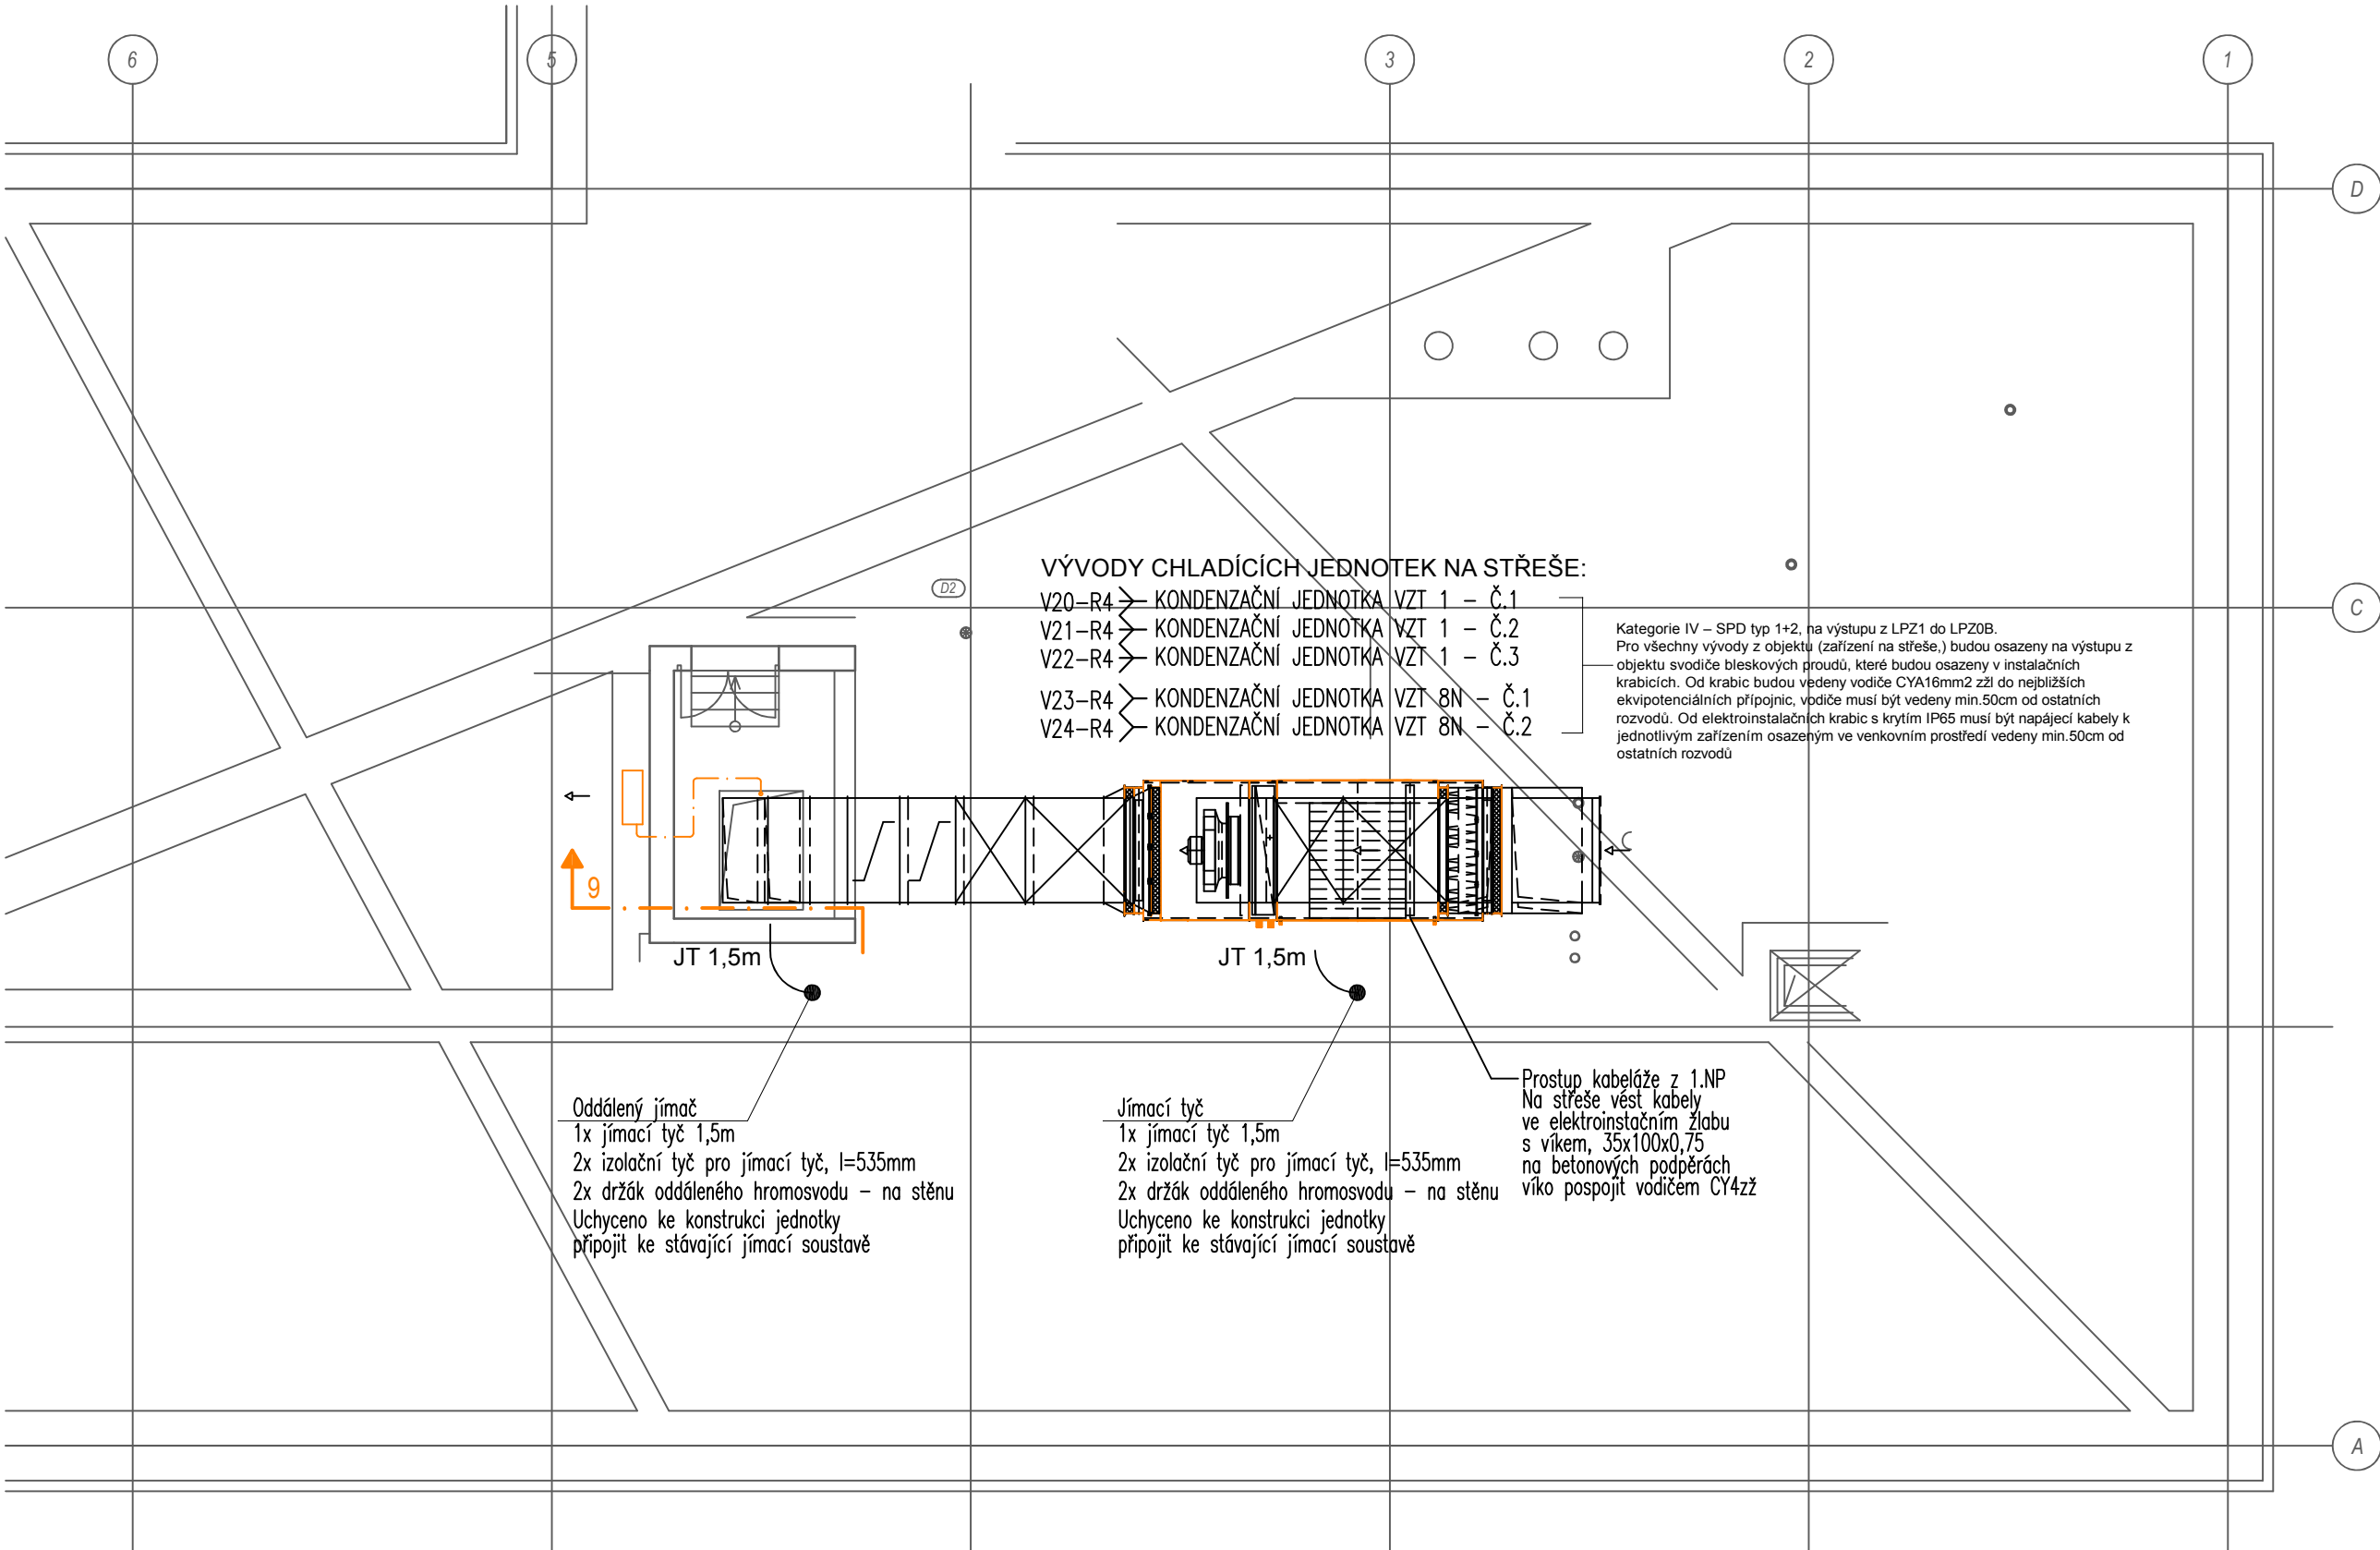 6
5
3
2
1
D
VÝVODY CHLADÍCÍCH JEDNOTEK NA STŘEŠE:
D2
V20-R4 KONDENZAČNÍ JEDNOTKA VZT 1 - Č.1
V21-R4 KONDENZAČNÍ JEDNOTKA VZT 1 - Č.2
V22-R4 KONDENZAČNÍ JEDNOTKA VZT 1 - Č.3
V23-R4 KONDENZAČNÍ JEDNOTKA VZT 8N - Č.1
V24-R4 KONDENZAČNÍ JEDNOTKA VZT 8N - Č.2
C
Kategorie IV – SPD typ 1+2, na výstupu z LPZ1 do LPZ0B.
Pro všechny vývody z objektu (zařízení na střeše,) budou osazeny na výstupu z
objektu svodiče bleskových proudů, které budou osazeny v instalačních
krabicích. Od krabic budou vedeny vodiče CYA16mm2 zžl do nejbližších
ekvipotenciálních přípojnic, vodiče musí být vedeny min.50cm od ostatních
rozvodů. Od elektroinstalačních krabic s krytím IP65 musí být napájecí kabely k
jednotlivým zařízením osazeným ve venkovním prostředí vedeny min.50cm od
ostatních rozvodů
9
JT 1,5m
JT 1,5m
Oddálený jímač
1x jímací tyč 1,5m
2x izolační tyč pro jímací tyč, l=535mm
2x držák oddáleného hromosvodu - na stěnu
Uchyceno ke konstrukci jednotky
připojit ke stávající jímací soustavě
Jímací tyč
1x jímací tyč 1,5m
2x izolační tyč pro jímací tyč, l=535mm
2x držák oddáleného hromosvodu - na stěnu
Uchyceno ke konstrukci jednotky
připojit ke stávající jímací soustavě
Prostup kabeláže z 1.NP
Na střeše vést kabely
ve elektroinstačním žlabu
s víkem, 35x100x0,75
na betonových podpěrách
víko pospojit vodičem CY4zž
A